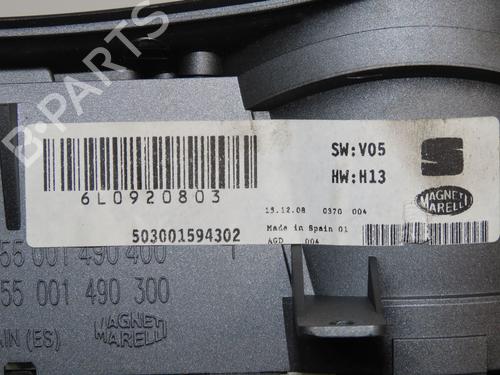 B-PARTS
6L0920803
503001594302
SW:V05
HW:H13
MAGNETI
MARELLI
15.12.08 0370 004
Made in Spain 01
AGD 004
55 001 490 400
55 001 490 300
AIN (ES)
MAGNETI
MARELLI